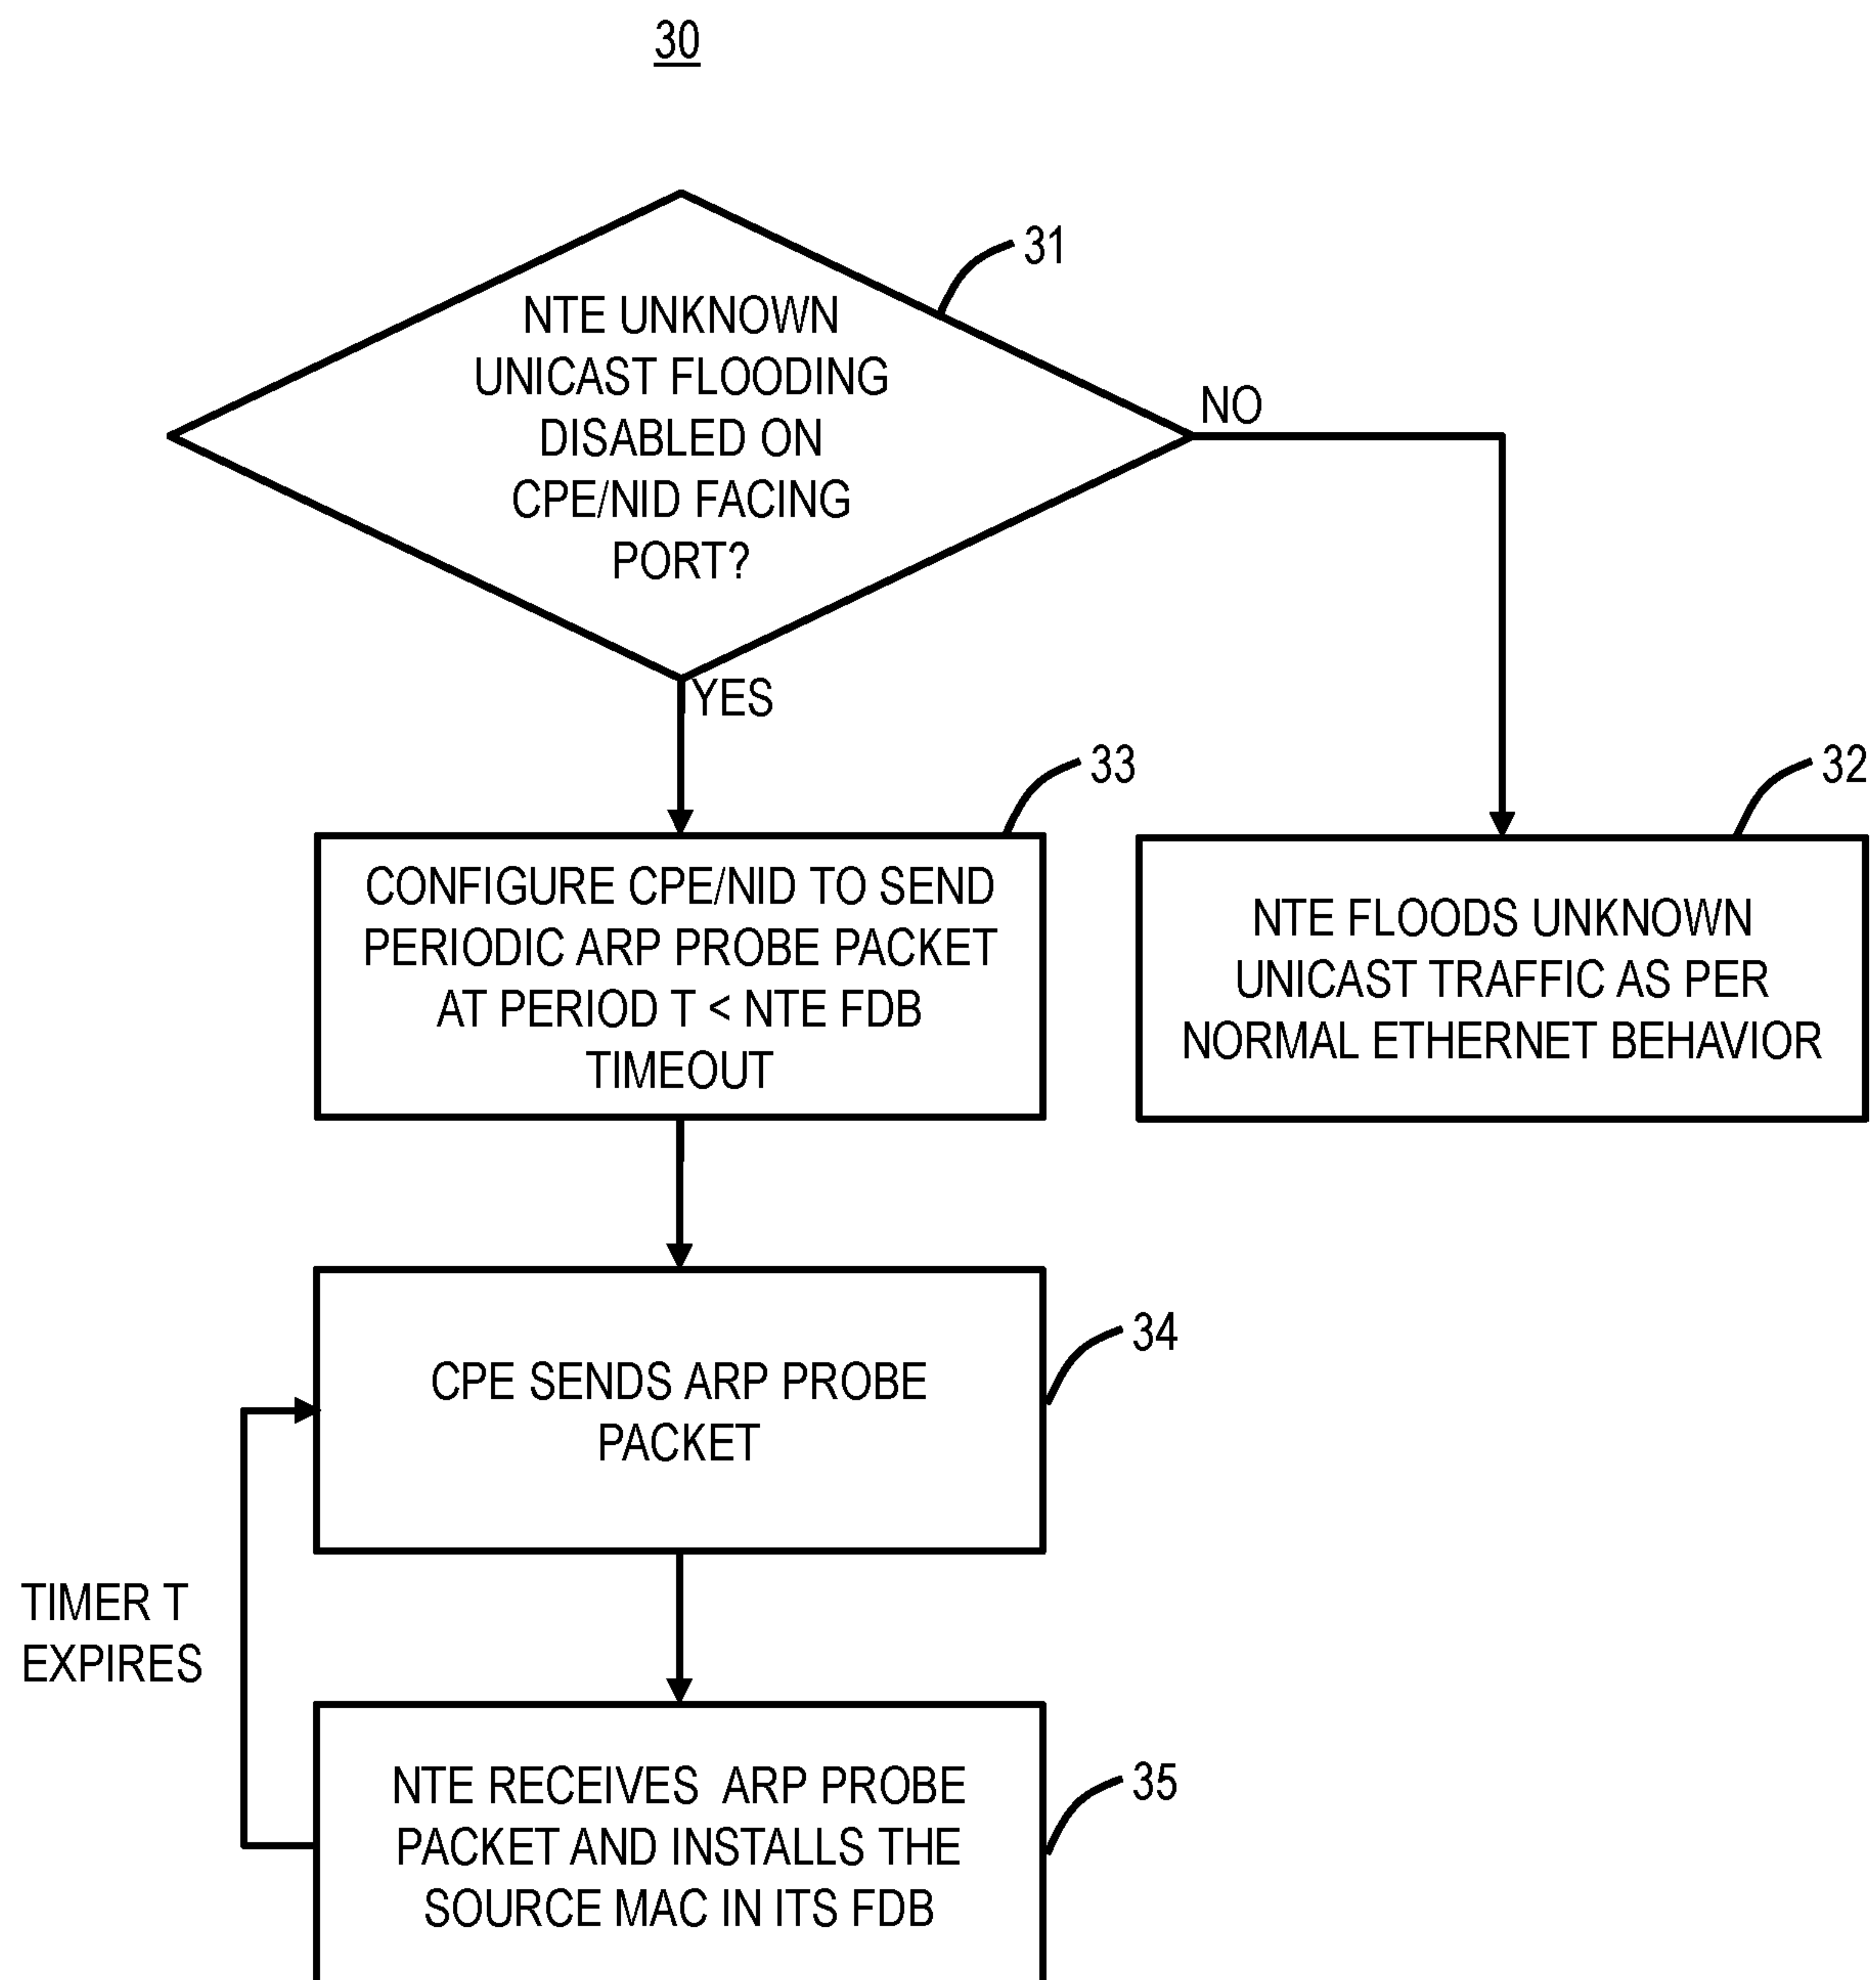 30
31
NTE UNKNOWN
UNICAST FLOODING
DISABLED ON
CPE/NID FACING
PORT?
NO
YES
33
32
CONFIGURE CPE/NID TO SEND
PERIODIC ARP PROBE PACKET
AT PERIOD T < NTE FDB
TIMEOUT
NTE FLOODS UNKNOWN
UNICAST TRAFFIC AS PER
NORMAL ETHERNET BEHAVIOR
34
CPE SENDS ARP PROBE
PACKET
TIMER T
EXPIRES
35
NTE RECEIVES ARP PROBE
PACKET AND INSTALLS THE
SOURCE MAC IN ITS FDB